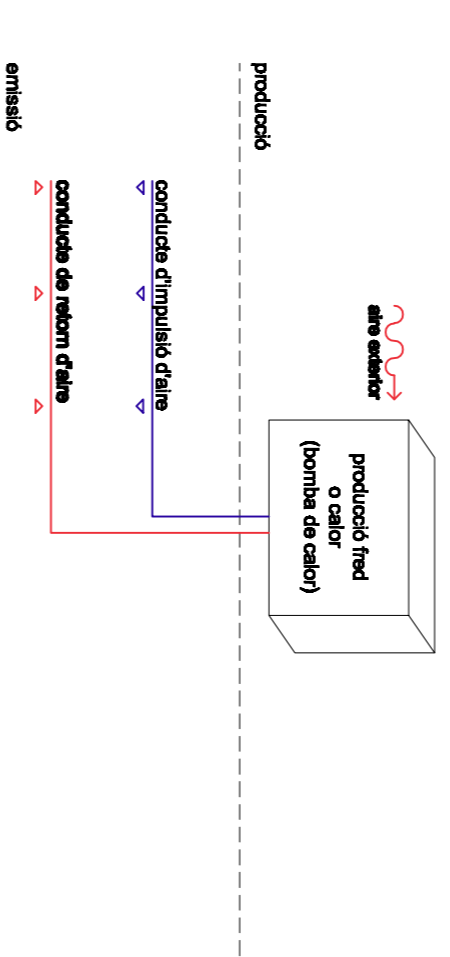 aire exterior
producció fred
o calor
(bomba de calor)
producció
conducte d'impulsió d'aire
conducte de retorn d'aire
emissió